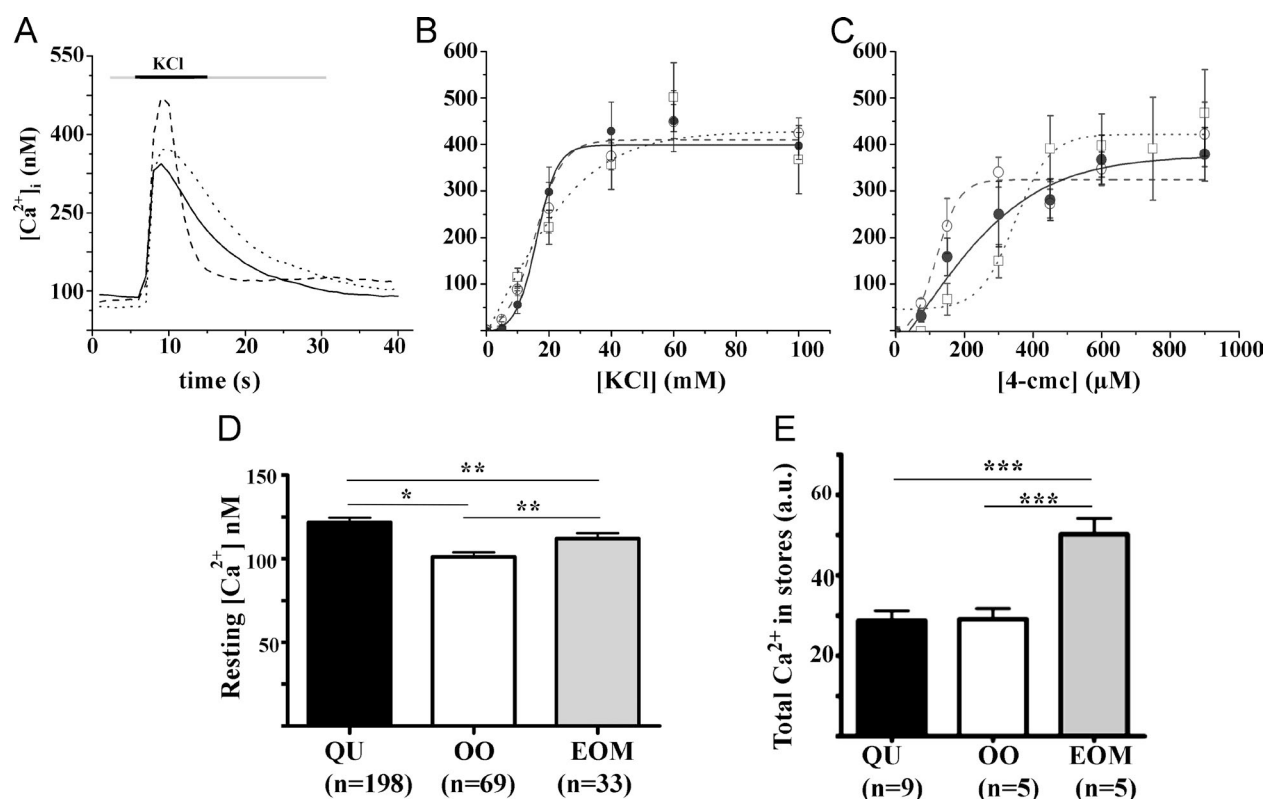 A
550
400
250
100
[Ca2+]i (nM)
KCl
0
10
20
30
40
time (s)
B
600
500
400
300
200
100
0
20
40
60
80
100
[KCl] (mM)
C
600
500
400
300
200
100
0
200
400
600
800
1000
[4-cmc] (µM)
D
150
100
50
Resting [Ca2+] nM
**
*
**
QU
OO
EOM
(n=198)
(n=69)
(n=33)
E
60
40
20
Total Ca2+ in stores (a.u.)
***
***
QU
OO
EOM
(n=9)
(n=5)
(n=5)